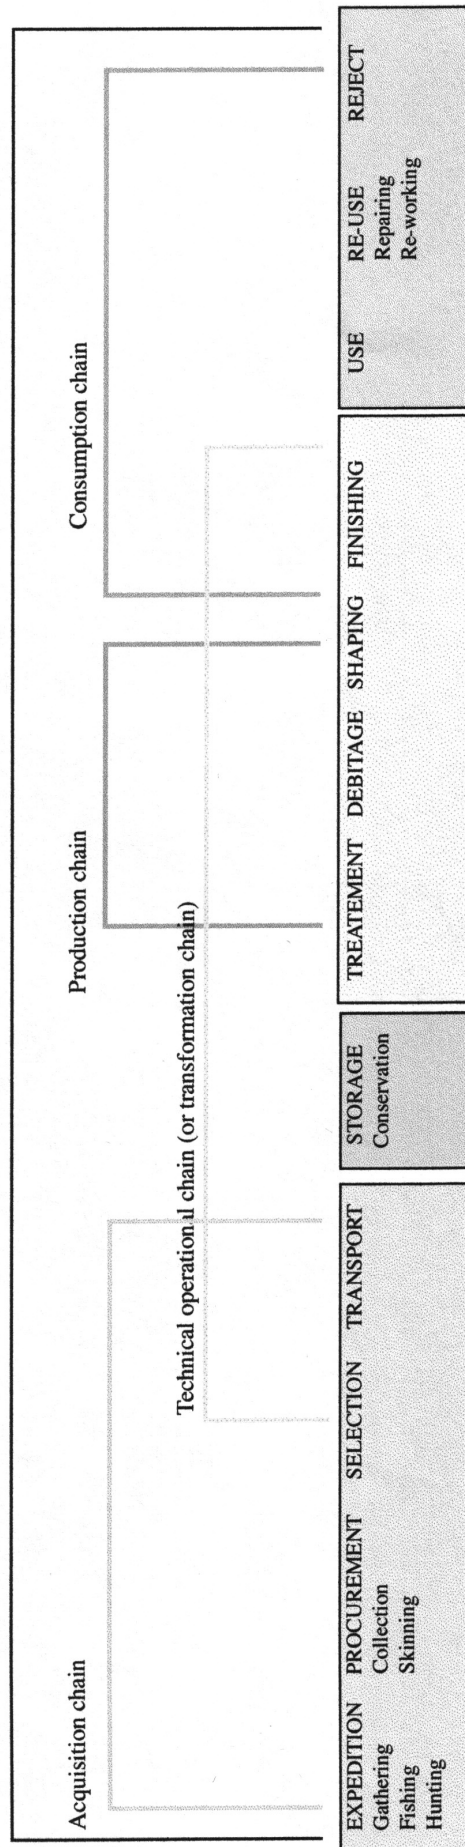 Acquisition chain
Production chain
Consumption chain
Technical operational chain (or transformation chain)
EXPEDITION PROCUREMENT SELECTION TRANSPORT
Gathering Collection
Fishing Skinning
Hunting
STORAGE
Conservation
TREATEMENT DEBITAGE SHAPING FINISHING
USE RE-USE REJECT
Repairing
Re-working